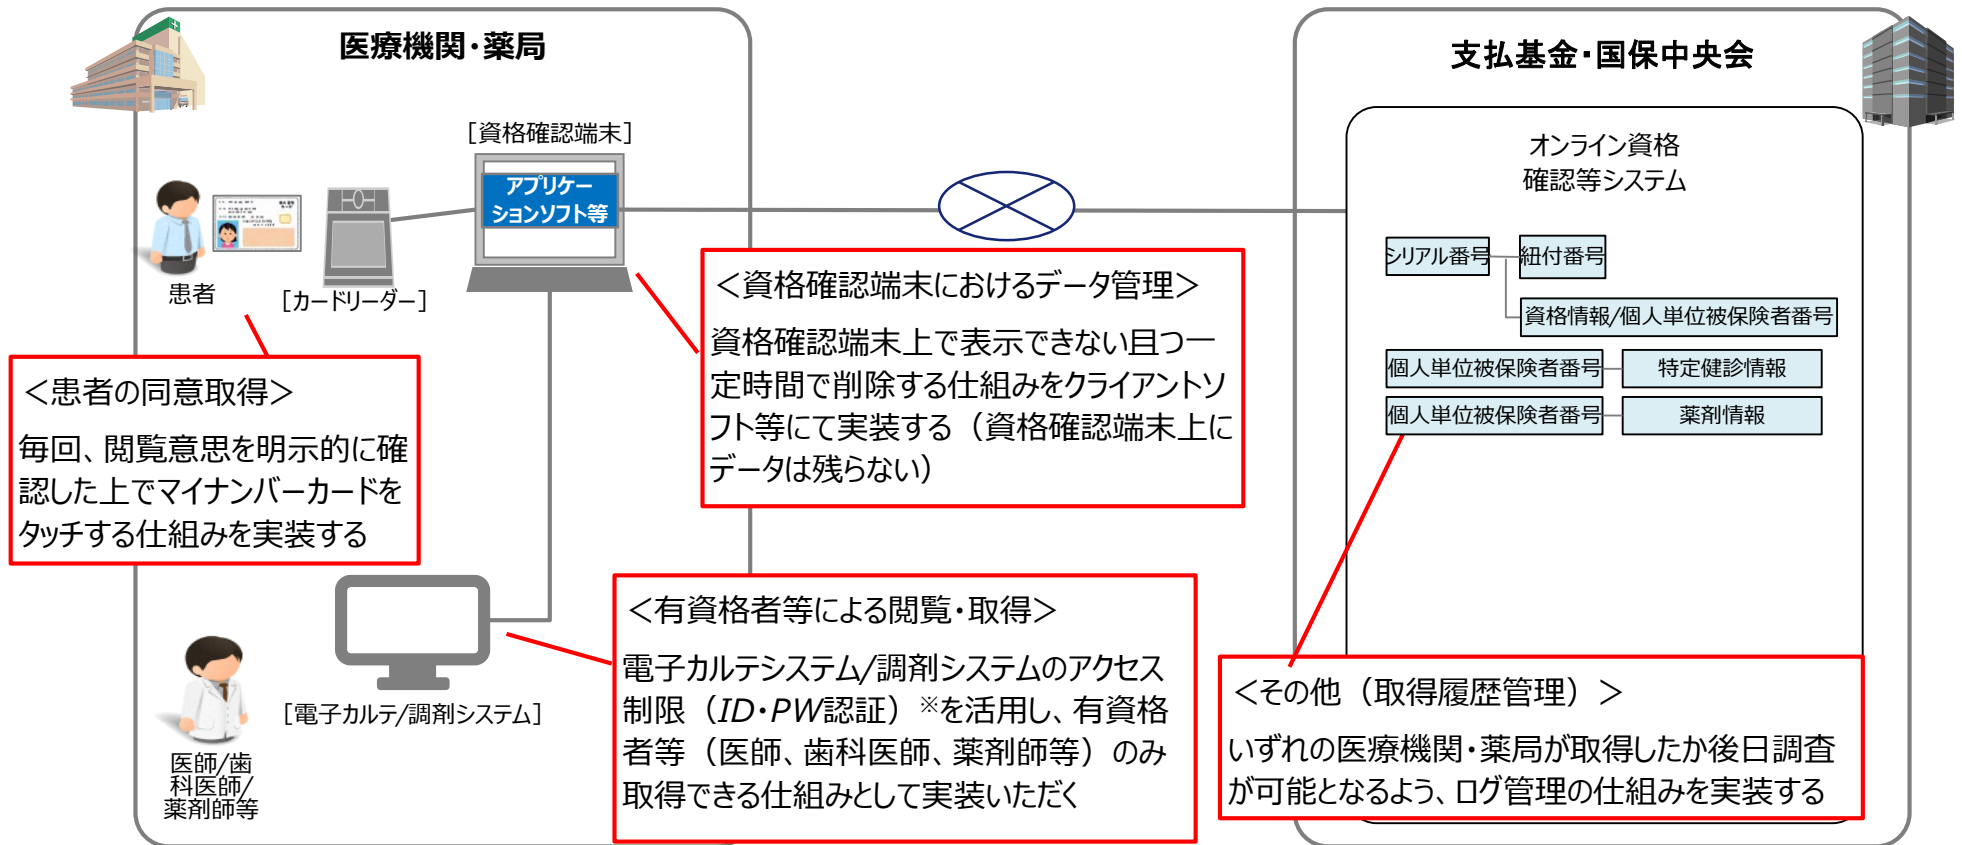 医療機関・薬局
支払基金・国保中央会
［資格確認端末］
アプリケー
ションソフト等
患者
［カードリーダー］
オンライン資格
確認等システム
シリアル番号
紐付番号
資格情報/個人単位被保険者番号
個人単位被保険者番号
特定健診情報
個人単位被保険者番号
薬剤情報
＜資格確認端末におけるデータ管理＞
資格確認端末上で表示できない且つ一
定時間で削除する仕組みをクライアントソ
フト等にて実装する（資格確認端末上に
データは残らない）
＜患者の同意取得＞
毎回、閲覧意思を明示的に確
認した上でマイナンバーカードを
タッチする仕組みを実装する
［電子カルテ/調剤システム］
医師/歯
科医師/
薬剤師等
＜有資格者等による閲覧・取得＞
電子カルテシステム/調剤システムのアクセス
制限（ID・PW認証）※を活用し、有資格
者等（医師、歯科医師、薬剤師等）のみ
取得できる仕組みとして実装いただく
＜その他（取得履歴管理）＞
いずれの医療機関・薬局が取得したか後日調査
が可能となるよう、ログ管理の仕組みを実装する